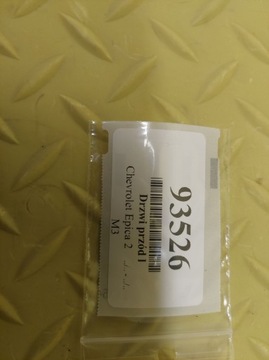 93526
Drzwi przód l
Chevrolet Epica 2
M3